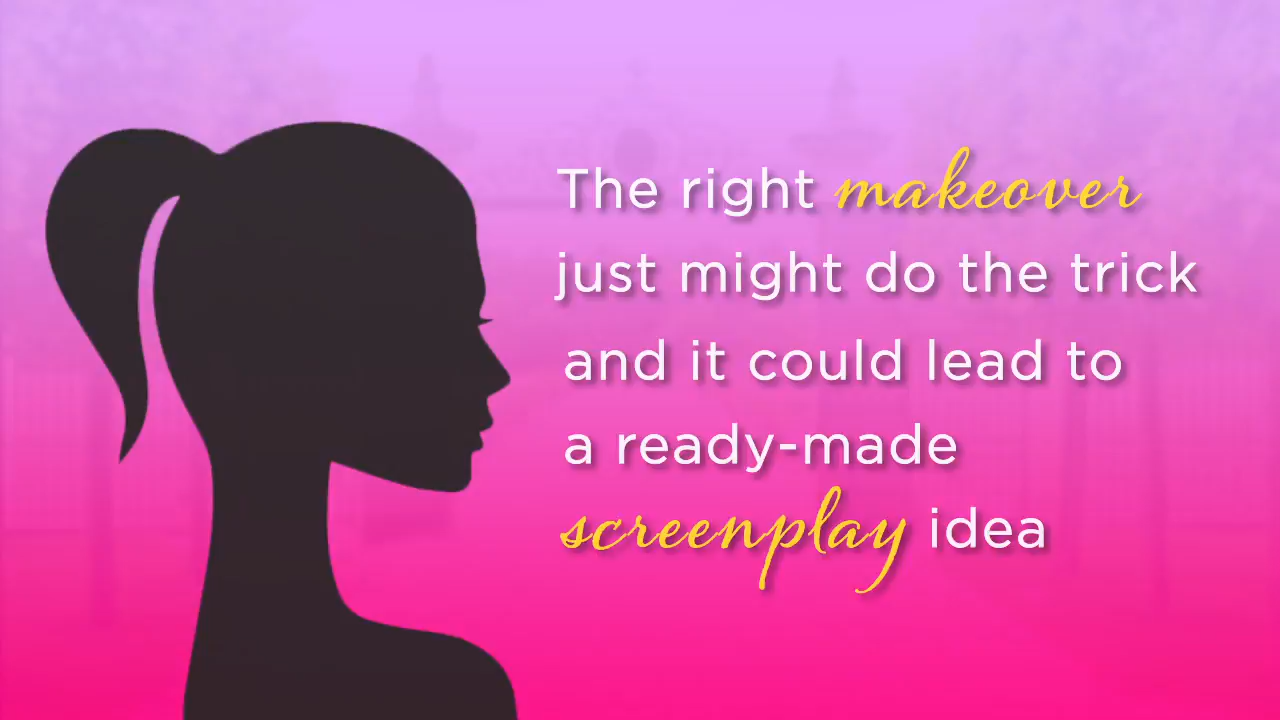 The right makeover
just might do the trick
and it could lead to
a ready-made
screenplay idea